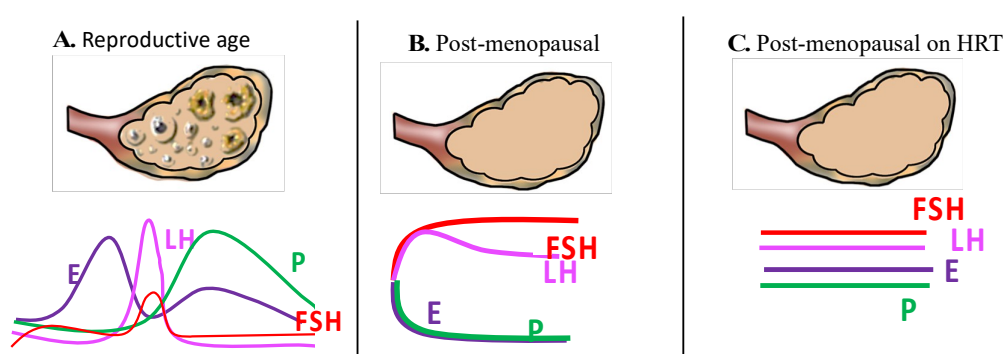 A. Reproductive age
LH
E
P
FSH
B. Post-menopausal
FSH
LH
E
P
C. Post-menopausal on HRT
FSH
LH
E
P